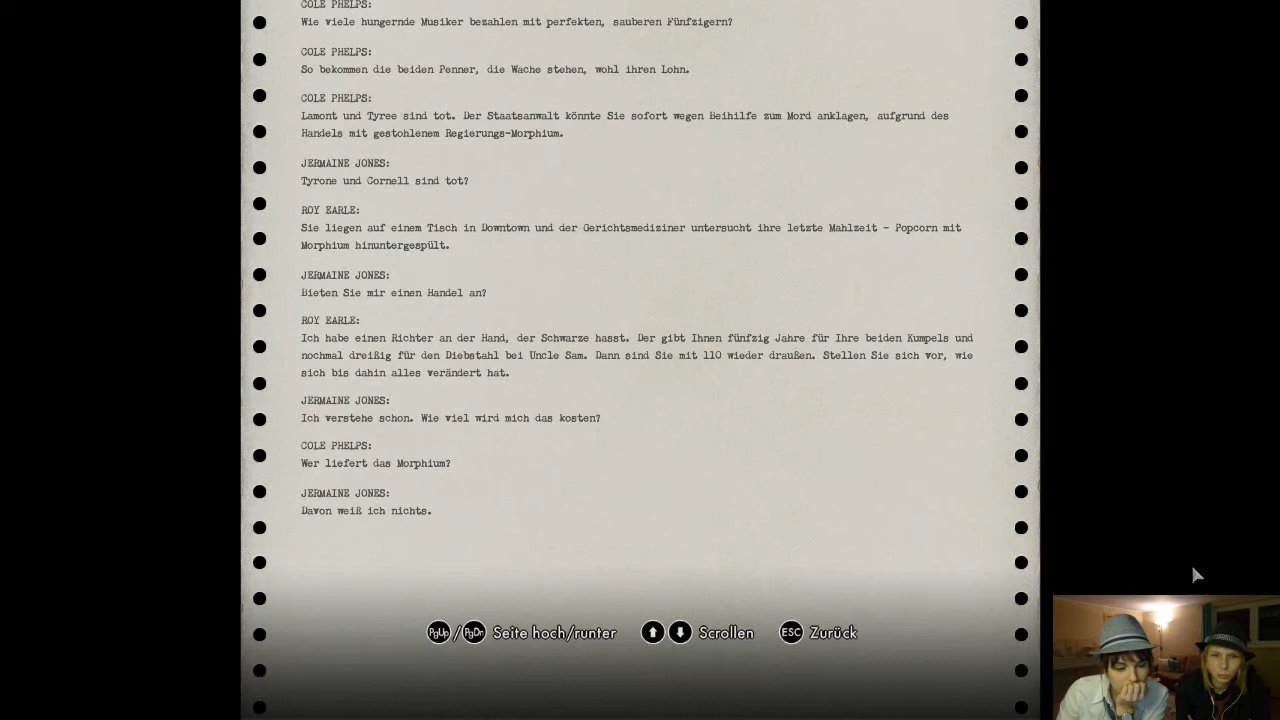 COLE PHELPS:
Wie viele hungernde Musiker bezahlen mit perfekten, sauberen Fünfzigern?
COLE PHELPS:
So bekommen die beiden Penner, die Wache stehen, wohl ihren Lohn.
COLE PHELPS:
Lamont und Tyree sind tot. Der Staatsanwalt könnte Sie sofort wegen Beihilfe zum Mord anklagen, aufgrund des
Handels mit gestohlenem Regierungs-Morphium.
JERMAINE JONES:
Tyrone und Cornell sind tot?
ROY EARLE:
Sie liegen auf einem Tisch in Downtown und der Gerichtsmediziner untersucht ihre letzte Mahlzeit - Popcorn mit
Morphium hinuntergespült.
JERMAINE JONES:
Bieten Sie mir einen Handel an?
ROY EARLE:
Ich habe einen Richter an der Hand, der Schwarze hasst. Der gibt Ihnen fünfzig Jahre für Ihre beiden Kumpels und
nochmal dreißig für den Diebstahl bei Uncle Sam. Dann sind Sie mit 110 wieder draußen. Stellen Sie sich vor, wie
sich bis dahin alles verändert hat.
JERMAINE JONES:
Ich verstehe schon. Wie viel wird mich das kosten?
COLE PHELPS:
Wer liefert das Morphium?
JERMAINE JONES:
Davon weiß ich nichts.
PgUp / PgDn Seite hoch/runter ⬆ ⬇ Scrollen ESC Zurück